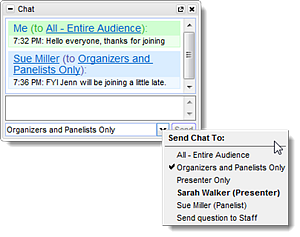 Chat
Me (to All - Entire Audience):
7:32 PM: Hello everyone, thanks for joining
Sue Miller (to Organizers and
Panelists Only):
7:36 PM: FYI Jenn will be joining a little late.
Organizers and Panelists Only
Send
Send Chat To:
All - Entire Audience
Organizers and Panelists Only
Presenter Only
Sarah Walker (Presenter)
Sue Miller (Panelist)
Send question to Staff